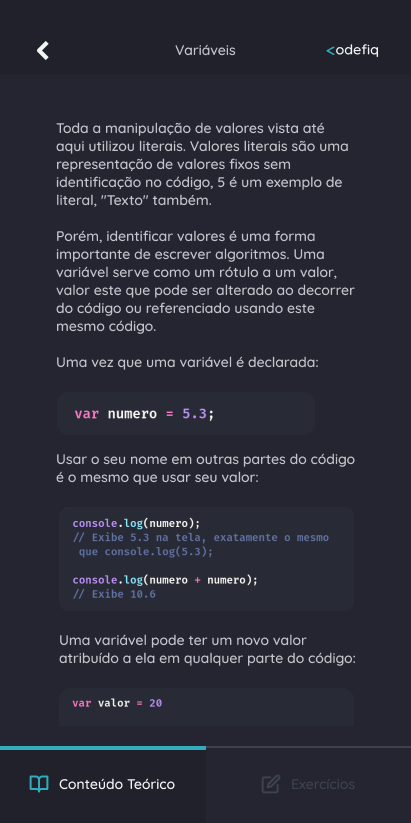 Variáveis
<odefiq
Toda a manipulação de valores vista até
aqui utilizou literais. Valores literais são uma
representação de valores fixos sem
identificação no código, 5 é um exemplo de
literal, "Texto" também.
Porém, identificar valores é uma forma
importante de escrever algoritmos. Uma
variável serve como um rótulo a um valor,
valor este que pode ser alterado ao decorrer
do código ou referenciado usando este
mesmo código.
Uma vez que uma variável é declarada:
var numero = 5.3;
Usar o seu nome em outras partes do código
é o mesmo que usar seu valor:
console.log(numero);
// Exibe 5.3 na tela, exatamente o mesmo
que console.log(5.3);
console.log(numero + numero);
// Exibe 10.6
Uma variável pode ter um novo valor
atribuído a ela em qualquer parte do código:
var valor = 20
Conteúdo Teórico
Exercícios